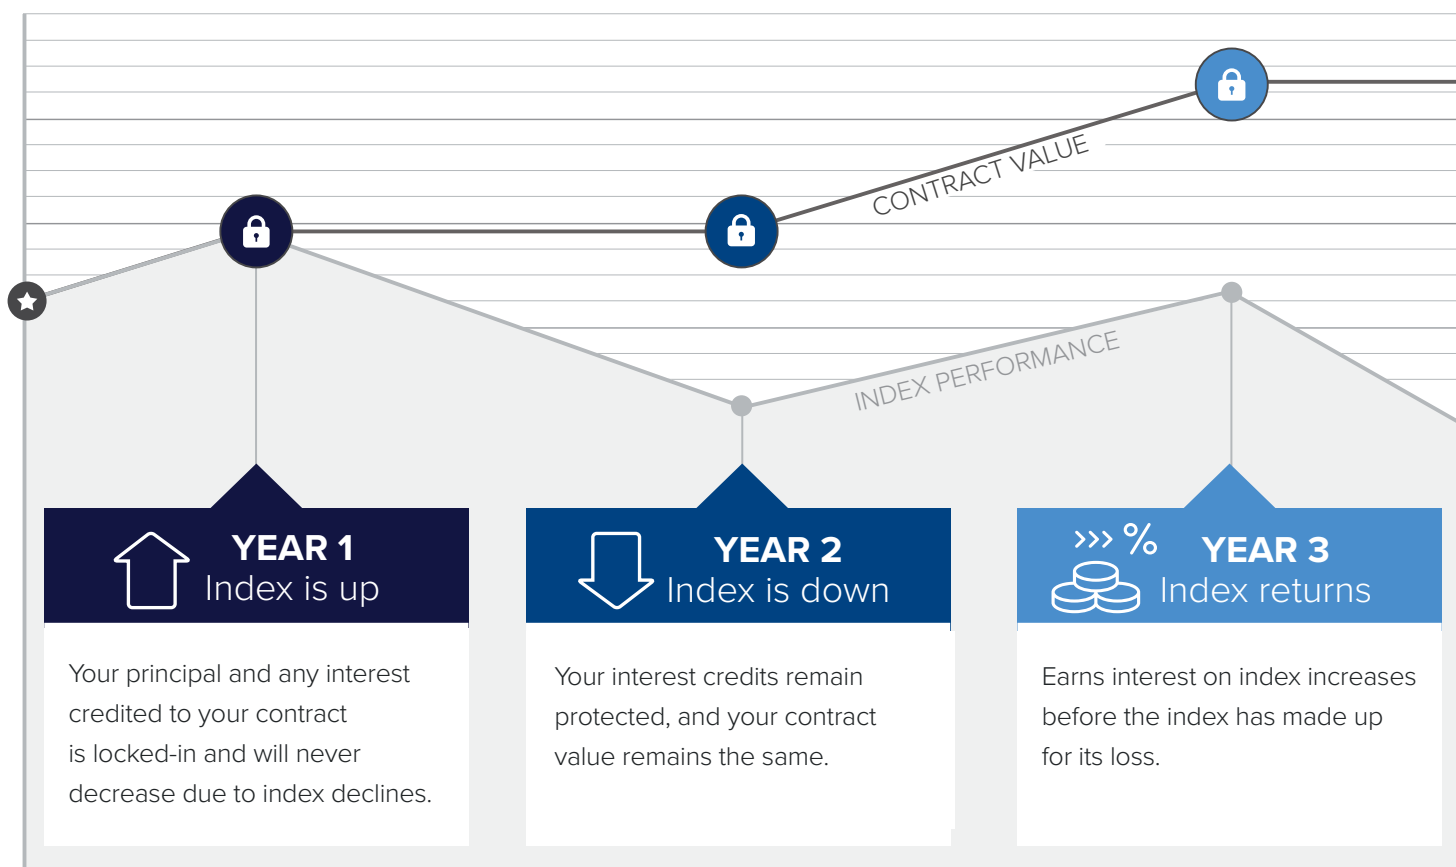 CONTRACT VALUE
INDEX PERFORMANCE
YEAR 1
Index is up
Your principal and any interest
credited to your contract
is locked-in and will never
decrease due to index declines.
YEAR 2
Index is down
Your interest credits remain
protected, and your contract
value remains the same.
>>> %
YEAR 3
Index returns
Earns interest on index increases
before the index has made up
for its loss.